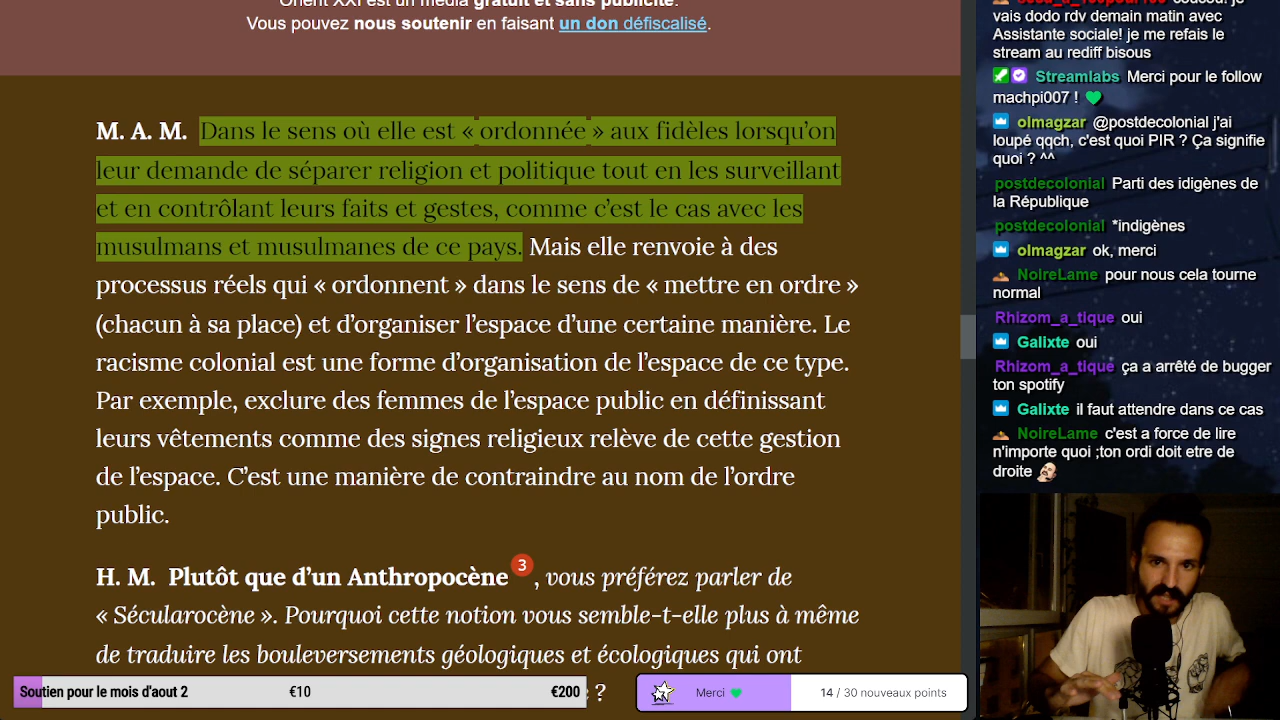 Orient XXI est un média gratuit et sans publicité.
Vous pouvez nous soutenir en faisant un don défiscalisé.
M. A. M. Dans le sens où elle est « ordonnée » aux fidèles lorsqu’on
leur demande de séparer religion et politique tout en les surveillant
et en contrôlant leurs faits et gestes, comme c’est le cas avec les
musulmans et musulmanes de ce pays. Mais elle renvoie à des
processus réels qui « ordonnent » dans le sens de « mettre en ordre »
(chacun à sa place) et d’organiser l’espace d’une certaine manière. Le
racisme colonial est une forme d’organisation de l’espace de ce type.
Par exemple, exclure des femmes de l’espace public en définissant
leurs vêtements comme des signes religieux relève de cette gestion
de l’espace. C’est une manière de contraindre au nom de l’ordre
public.
H. M. Plutôt que d’un Anthropocène 3, vous préférez parler de
« Sécularocène ». Pourquoi cette notion vous semble-t-elle plus à même
de traduire les bouleversements géologiques et écologiques qui ont
?
Soutien pour le mois d'aout 2 €10 €200
Merci 14 / 30 nouveaux points
vais dodo rdv demain matin avec
Assistante sociale! je me refais le
stream au rediff bisous
Streamlabs Merci pour le follow
machpi007 !
olmagzar @postdecolonial j'ai
loupé qqch, c'est quoi PIR ? Ça signifie
quoi ? ^^
postdecolonial Parti des idigènes de
la République
postdecolonial *indigènes
olmagzar ok, merci
NoireLame pour nous cela tourne
normal
Rhizom_a_tique oui
Galixte oui
Rhizom_a_tique ça a arrêté de bugger
ton spotify
Galixte il faut attendre dans ce cas
NoireLame c'est a force de lire
n'importe quoi ;ton ordi doit etre de
droite